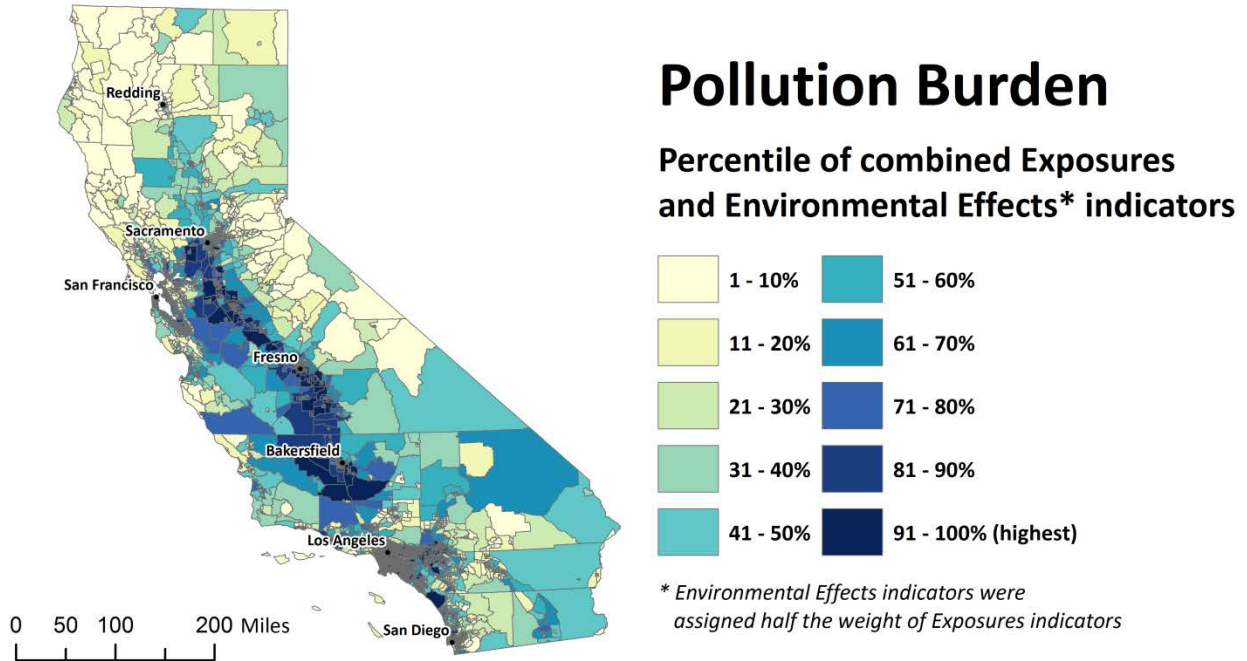 Redding
Sacramento
San Francisco
Fresno
Bakersfield
Los Angeles
San Diego
0 50 100 200 Miles
Pollution Burden
Percentile of combined Exposures
and Environmental Effects* indicators
1 - 10%
11 - 20%
21 - 30%
31 - 40%
41 - 50%
51 - 60%
61 - 70%
71 - 80%
81 - 90%
91 - 100% (highest)
* Environmental Effects indicators were
assigned half the weight of Exposures indicators